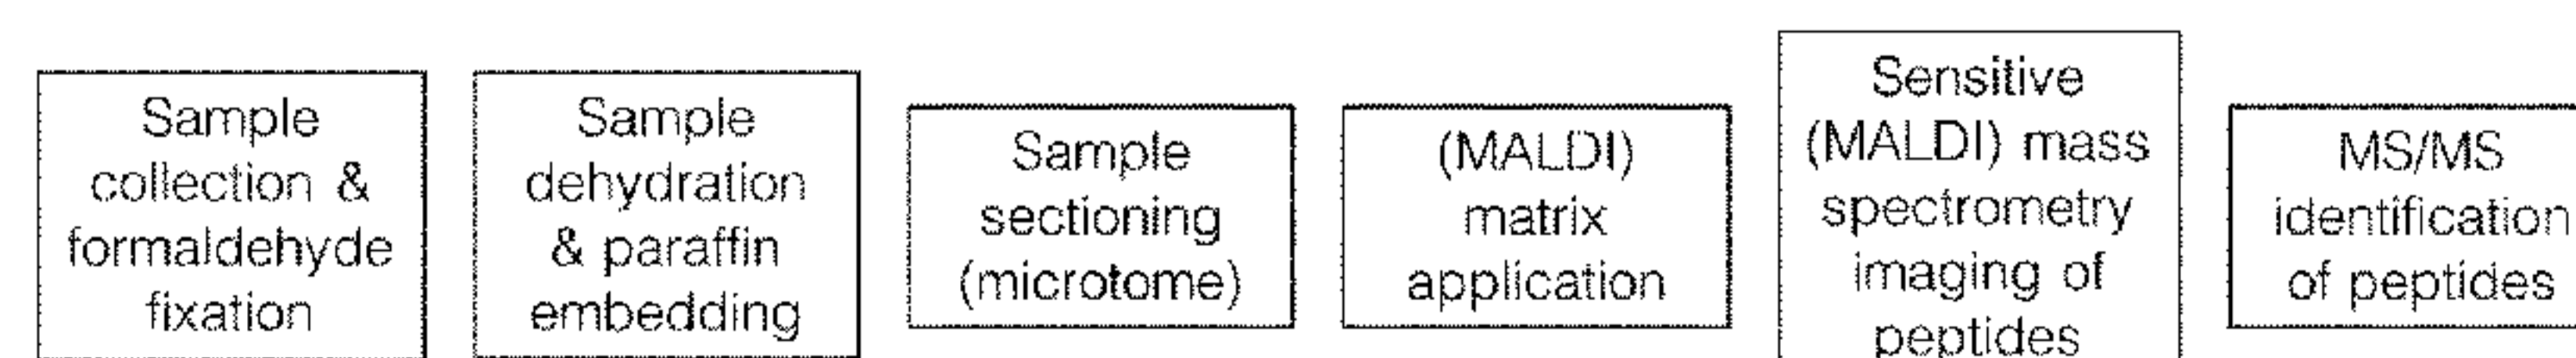 Sample
collection &
formaldehyde
fixation
Sample
dehydration
& paraffin
embedding
Sample
sectioning
(microtome)
(MALDI)
matrix
application
Sensitive
(MALDI) mass
spectrometry
imaging of
peptides
MS/MS
identification
of peptides